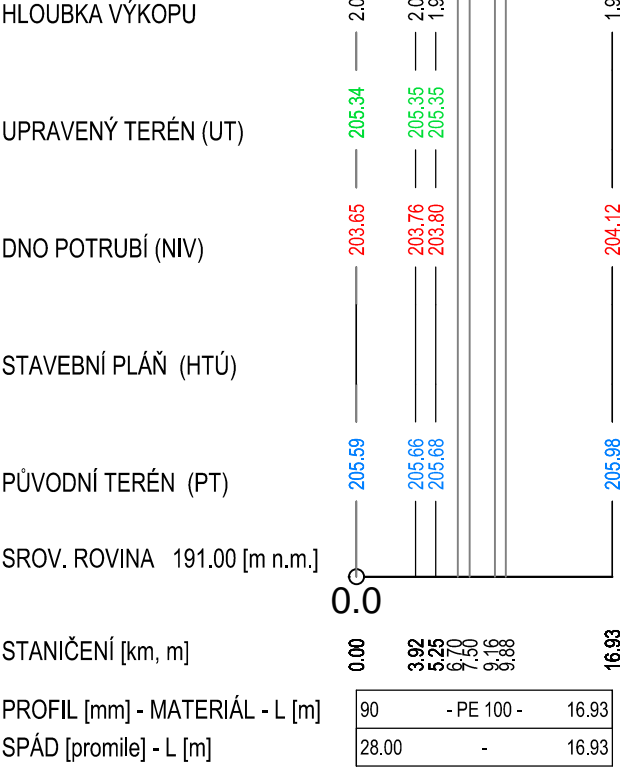 HLOUBKA VÝKOPU
UPRAVENÝ TERÉN (UT) 205.34 205.35 205.35
DNO POTRUBÍ (NIV) 203.65 203.76 203.80 204.12
STAVEBNÍ PLÁŇ (HTÚ)
PŮVODNÍ TERÉN (PT) 205.59 205.66 205.68 205.98
SROV. ROVINA 191.00 [m n.m.]
0.0
STANIČENÍ [km, m] 0.00 3.92 5.25 6.70 7.50 9.16 9.88 16.93
PROFIL [mm] - MATERIÁL - L [m] 90 - PE 100 - 16.93
SPÁD [promile] - L [m] 28.00 - 16.93